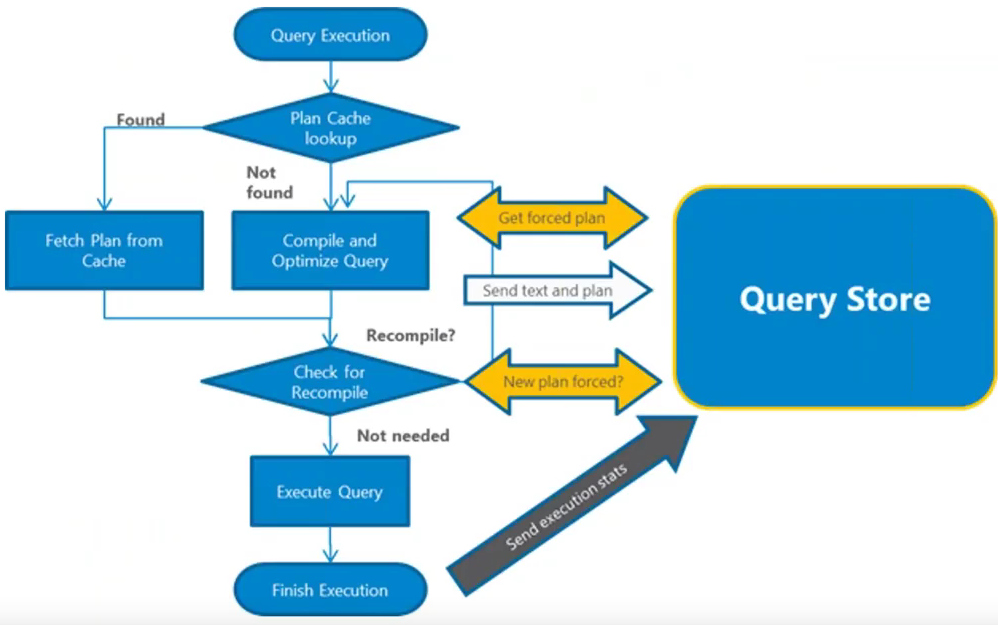 Query Execution
Plan Cache
lookup
Found
Not
found
Fetch Plan from
Cache
Compile and
Optimize Query
Get forced plan
Send text and plan
Query Store
Recompile?
Check for
Recompile
New plan forced?
Not needed
Execute Query
Send execution stats
Finish Execution